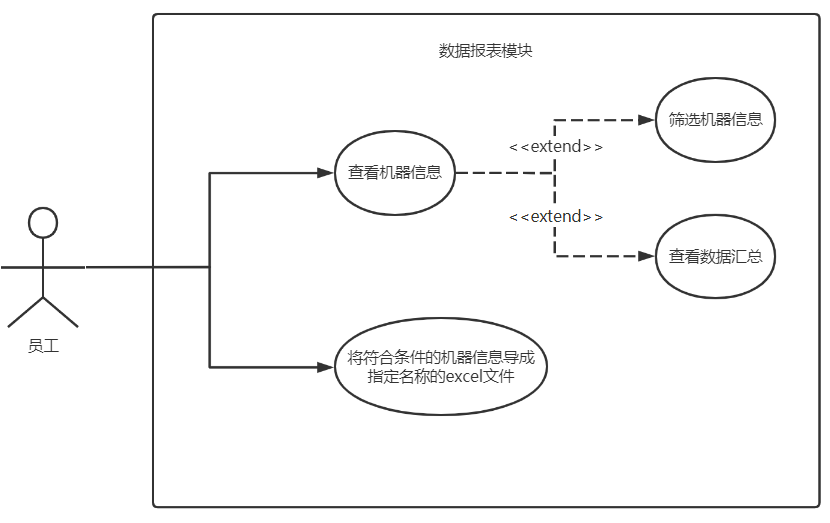 数据报表模块
筛选机器信息
<<extend>>
查看机器信息
<<extend>>
查看数据汇总
员工
将符合条件的机器信息导成
指定名称的excel文件